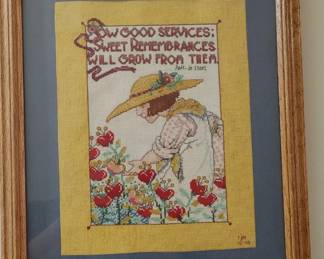 SOW GOOD SERVICES;
SWEET REMEMBRANCES
WILL GROW FROM THEM.